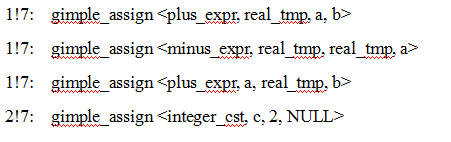 1!7: gimple_assign <plus_expr, real_tmp, a, b>
1!7: gimple_assign <minus_expr, real_tmp, real_tmp, a>
1!7: gimple_assign <plus_expr, a, real_tmp, b>
2!7: gimple_assign <integer_cst, c, 2, NULL>